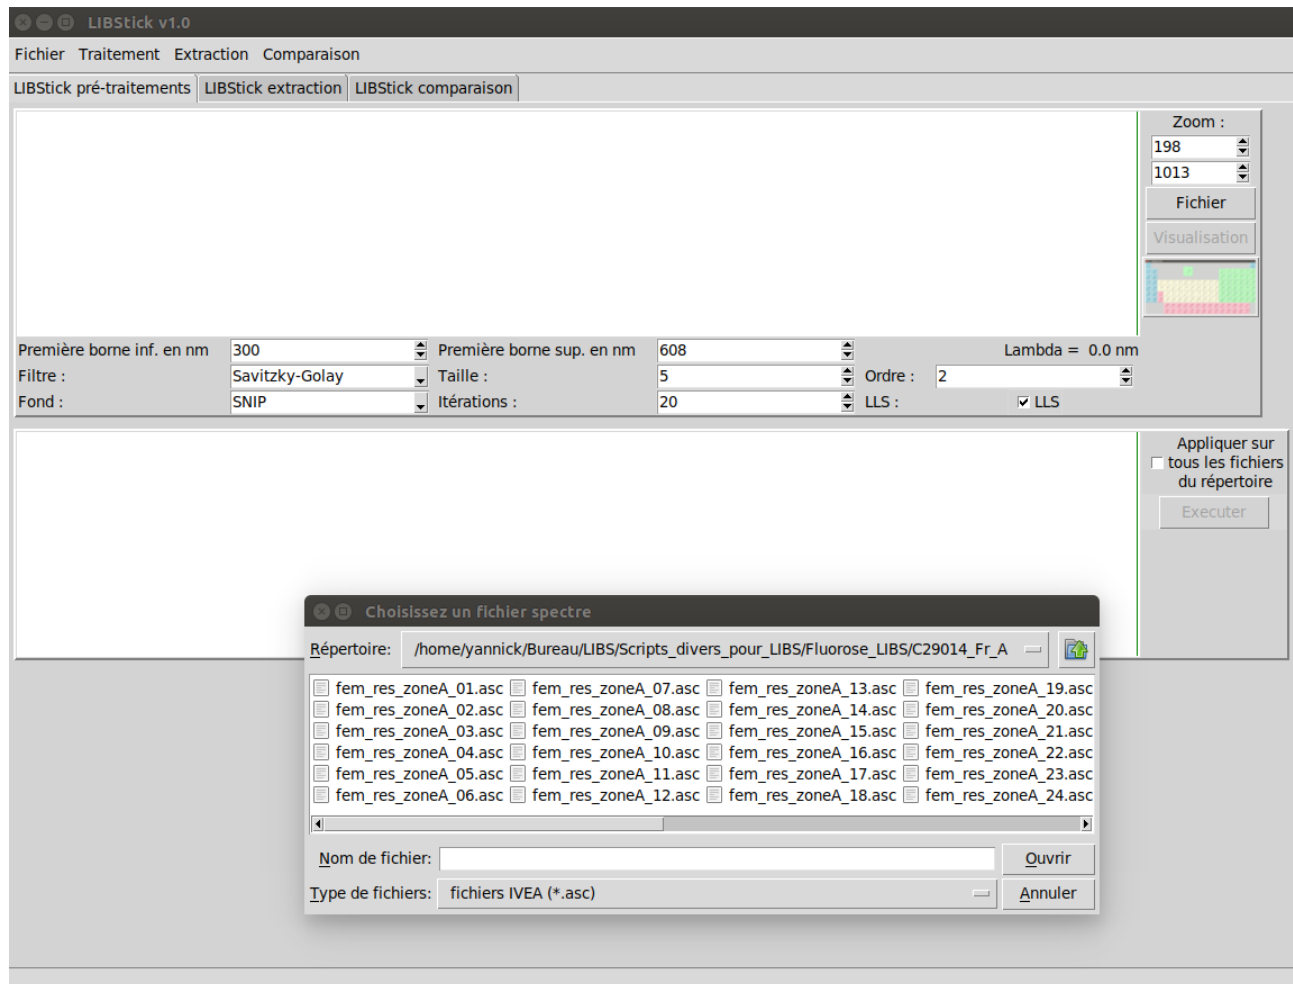 LIBStick v1.0
Fichier Traitement Extraction Comparaison
LIBStick pré-traitements LIBStick extraction LIBStick comparaison
Zoom :
198
1013
Fichier
Visualisation
Première borne inf. en nm 300 Première borne sup. en nm 608 Lambda = 0.0 nm
Filtre : Savitzky-Golay Taille : 5 Ordre : 2
Fond : SNIP Itérations : 20 LLS : LLS
Appliquer sur
tous les fichiers
du répertoire
Executer
Choisissez un fichier spectre
Répertoire: /home/yannick/Bureau/LIBS/Scripts_divers_pour_LIBS/Fluorose_LIBS/C29014_Fr_A
fem_res_zoneA_01.asc fem_res_zoneA_07.asc fem_res_zoneA_13.asc fem_res_zoneA_19.asc
fem_res_zoneA_02.asc fem_res_zoneA_08.asc fem_res_zoneA_14.asc fem_res_zoneA_20.asc
fem_res_zoneA_03.asc fem_res_zoneA_09.asc fem_res_zoneA_15.asc fem_res_zoneA_21.asc
fem_res_zoneA_04.asc fem_res_zoneA_10.asc fem_res_zoneA_16.asc fem_res_zoneA_22.asc
fem_res_zoneA_05.asc fem_res_zoneA_11.asc fem_res_zoneA_17.asc fem_res_zoneA_23.asc
fem_res_zoneA_06.asc fem_res_zoneA_12.asc fem_res_zoneA_18.asc fem_res_zoneA_24.asc
Nom de fichier: Ouvrir
Type de fichiers: fichiers IVEA (*.asc) Annuler